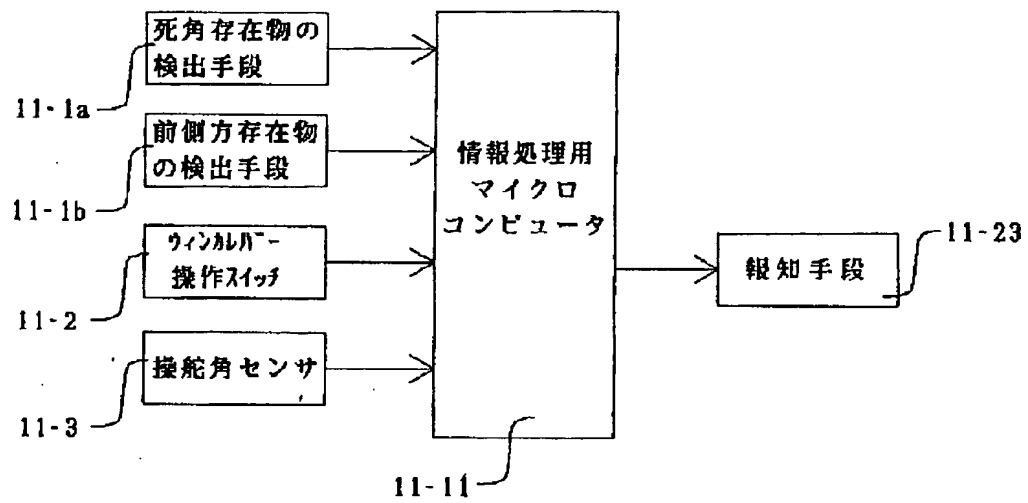 死角存在物の
検出手段
11-1a
前側方存在物
の検出手段
11-1b
ウィンカレバー
操作スイッチ
11-2
操舵角センサ
11-3
情報処理用
マイクロ
コンピュータ
11-11
報知手段
11-23